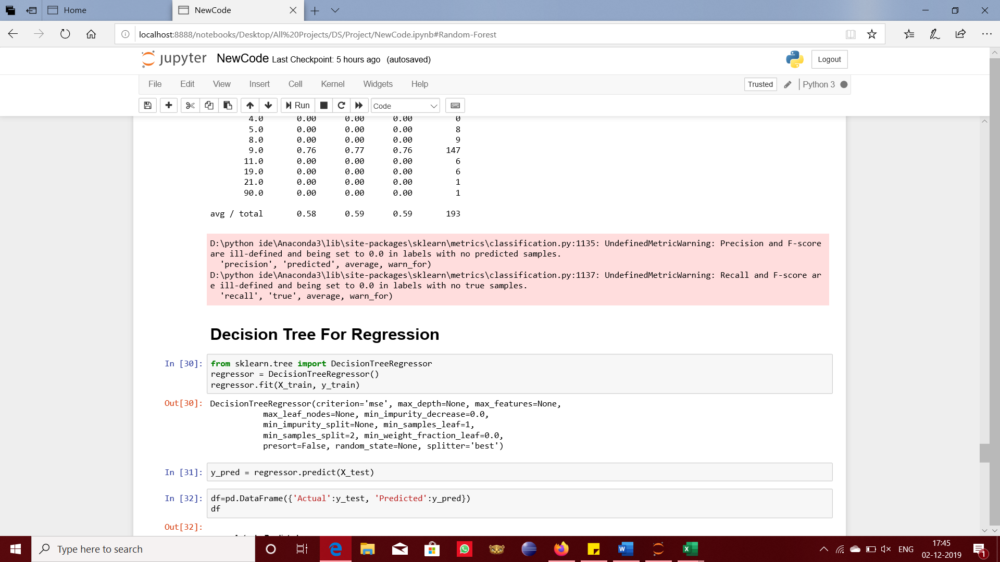 Home
NewCode
localhost:8888/notebooks/Desktop/All%20Projects/DS/Project/NewCode.ipynb#Random-Forest
jupyter NewCode Last Checkpoint: 5 hours ago (autosaved)
Logout
File Edit View Insert Cell Kernel Widgets Help
Trusted Python 3
Run Code
4.0 0.00 0.00 0.00 0
5.0 0.00 0.00 0.00 8
8.0 0.00 0.00 0.00 9
9.0 0.76 0.77 0.76 147
11.0 0.00 0.00 0.00 6
19.0 0.00 0.00 0.00 6
21.0 0.00 0.00 0.00 1
90.0 0.00 0.00 0.00 1
avg / total 0.58 0.59 0.59 193
D:\python ide\Anaconda3\lib\site-packages\sklearn\metrics\classification.py:1135: UndefinedMetricWarning: Precision and F-score
are ill-defined and being set to 0.0 in labels with no predicted samples.
'precision', 'predicted', average, warn_for)
D:\python ide\Anaconda3\lib\site-packages\sklearn\metrics\classification.py:1137: UndefinedMetricWarning: Recall and F-score ar
e ill-defined and being set to 0.0 in labels with no true samples.
'recall', 'true', average, warn_for)
Decision Tree For Regression
In [30]: from sklearn.tree import DecisionTreeRegressor
regressor = DecisionTreeRegressor()
regressor.fit(X_train, y_train)
Out[30]: DecisionTreeRegressor(criterion='mse', max_depth=None, max_features=None,
max_leaf_nodes=None, min_impurity_decrease=0.0,
min_impurity_split=None, min_samples_leaf=1,
min_samples_split=2, min_weight_fraction_leaf=0.0,
presort=False, random_state=None, splitter='best')
In [31]: y_pred = regressor.predict(X_test)
In [32]: df=pd.DataFrame({'Actual':y_test, 'Predicted':y_pred})
df
Out[32]:
Type here to search
ENG
17:45
02-12-2019
1